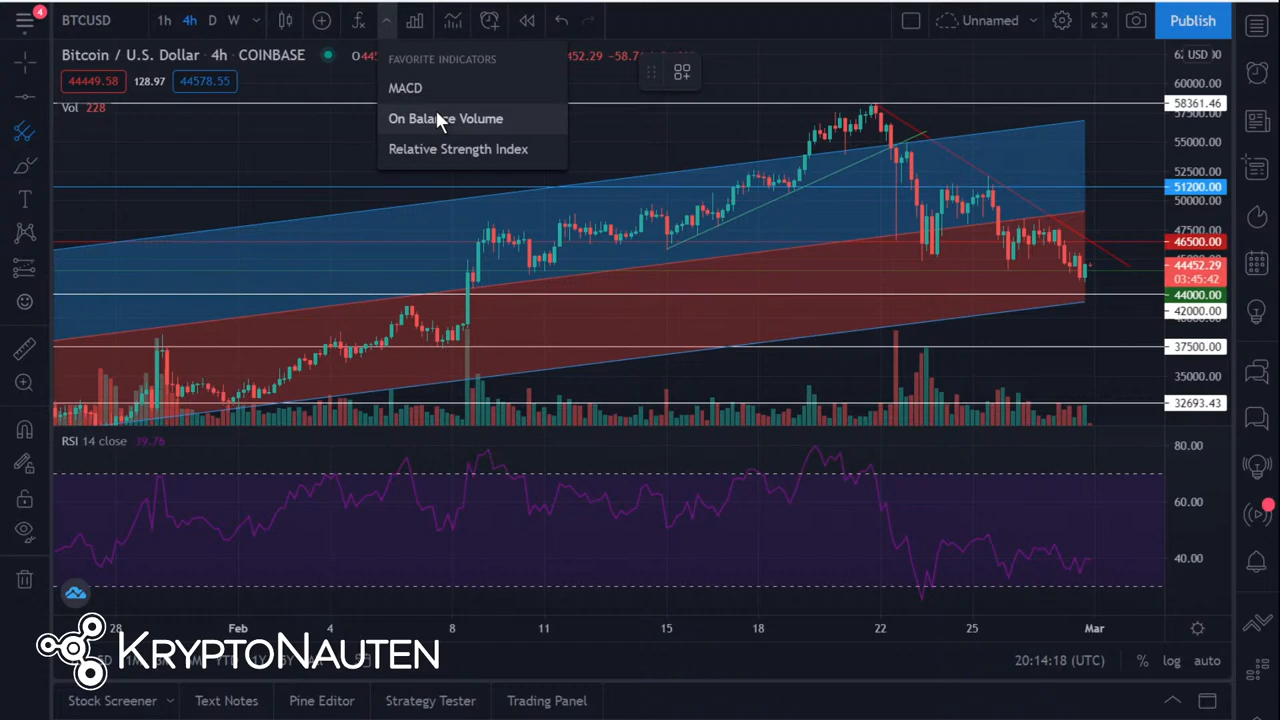 4
BTCUSD 1h 4h D W Unnamed Publish
Bitcoin / U.S. Dollar · 4h · COINBASE
44449.58 128.97 44578.55
Vol 228
FAVORITE INDICATORS
MACD
On Balance Volume
Relative Strength Index
USD
60000.00
58361.46
55000.00
52500.00
51200.00
50000.00
47500.00
46500.00
44452.29
03:45:42
44000.00
42000.00
37500.00
35000.00
32693.43
RSI 14 close 39.76
80.00
60.00
40.00
28 Feb 4 8 11 15 18 22 25 Mar
KRYPTONAUTEN
20:14:18 (UTC) % log auto
Stock Screener Text Notes Pine Editor Strategy Tester Trading Panel